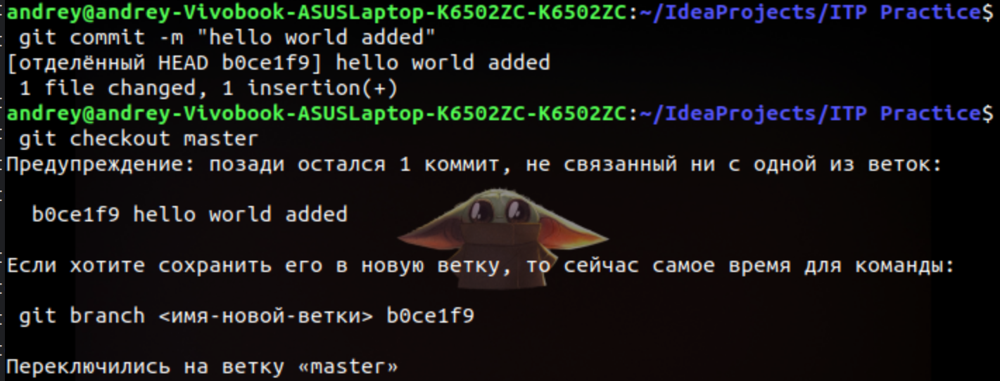 andrey@andrey-Vivobook-ASUSLaptop-K6502ZC-K6502ZC:~/IdeaProjects/ITP Practice$
git commit -m "hello world added"
[отделённый HEAD b0ce1f9] hello world added
1 file changed, 1 insertion(+)
andrey@andrey-Vivobook-ASUSLaptop-K6502ZC-K6502ZC:~/IdeaProjects/ITP Practice$
git checkout master
Предупреждение: позади остался 1 коммит, не связанный ни с одной из веток:
b0ce1f9 hello world added
Если хотите сохранить его в новую ветку, то сейчас самое время для команды:
git branch <имя-новой-ветки> b0ce1f9
Переключились на ветку «master»